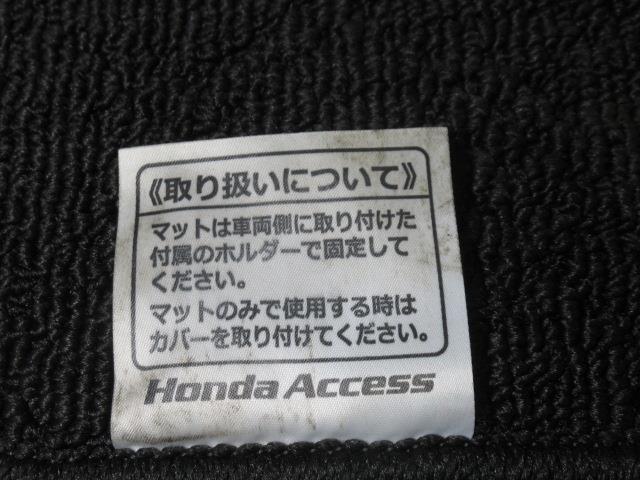 《取り扱いについて》
マットは車両側に取り付けた
付属のホルダーで固定して
ください。
マットのみで使用する時は
カバーを取り付けてください。
Honda Access